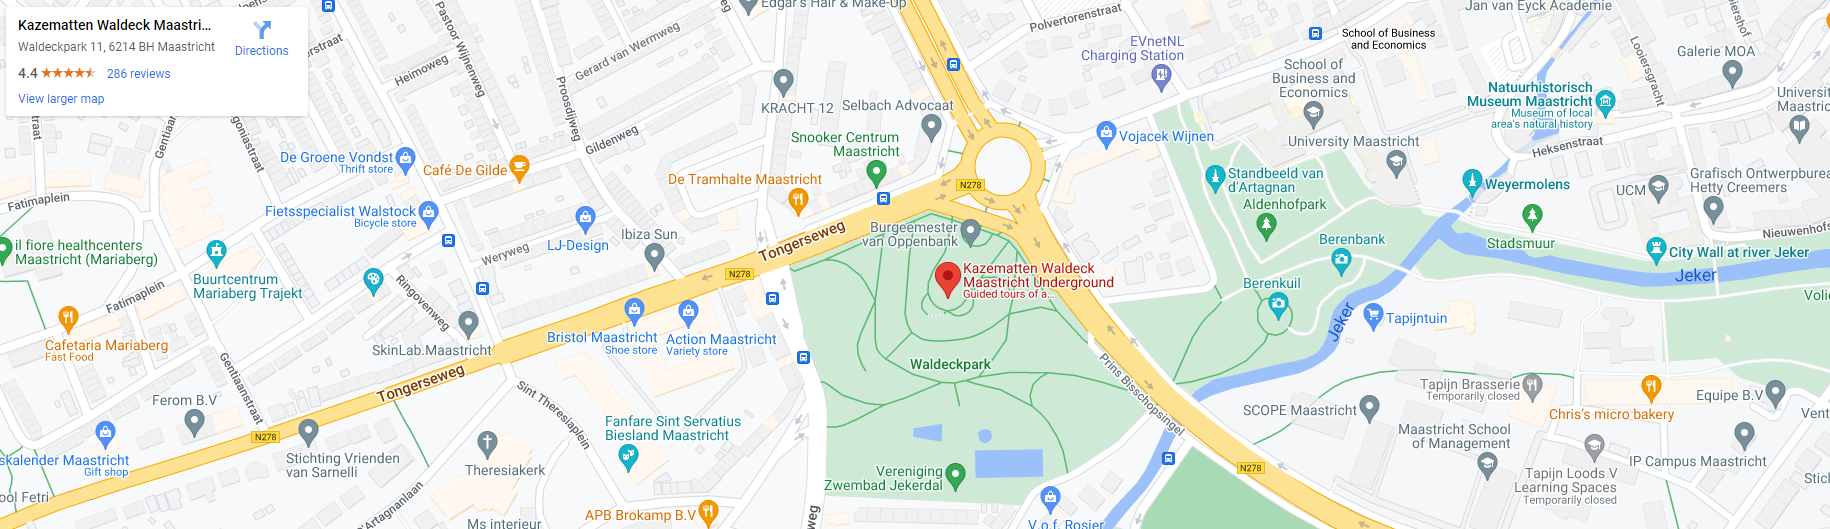 Kazematten Waldeck Maastri...
Waldeckpark 11, 6214 BH Maastricht
Directions
4.4
286 reviews
View larger map
Edgar's Hair & Make-Up
Polvertorenstraat
Jan van Eyck Academie
Pastoor Wijnenweg
Gerard van Wermweg
Heimoweg
Proosdijweg
Gildenweg
EVnetNL
Charging Station
School of Business
and Economics
School of
Business and
Economics
Looiersgracht
Galerie MOA
KRACHT 12
Selbach Advocaat
Natuurhistorisch
Museum Maastricht
Museum of local
area's natural history
Snooker Centrum
Maastricht
Vojacek Wijnen
University Maastricht
Heksenstraat
De Groene Vondst
Thrift store
Café De Gilde
De Tramhalte Maastricht
N278
Standbeeld van
d'Artagnan
Aldenhofpark
Weyermolens
UCM
Grafisch Ontwerpbureau
Hetty Creemers
Fatimaplein
Fietsspecialist Walstock
Bicycle store
LJ-Design
Ibiza Sun
Tongerseweg
Burgeemester
van Oppenbank
Berenbank
Stadsmuur
Nieuwenhofs
City Wall at river Jeker
Jeker
il fiore healthcenters
Maastricht (Mariaberg)
Buurtcentrum
Mariaberg Trajekt
Weryweg
Ringovenweg
N278
Kazematten Waldeck
Maastricht Underground
Guided tours of a...
Berenkuil
Fatimaplein
Jeker
Tapijntuin
Cafetaria Mariaberg
Fast Food
SkinLab.Maastricht
Bristol Maastricht
Shoe store
Action Maastricht
Variety store
Waldeckpark
Prins Bisschopsingel
Gentiaanstraat
Tongerseweg
Sint Theresiaplein
Ferom B.V
Tapijn Brasserie
Temporarily closed
SCOPE Maastricht
Chris's micro bakery
Equipe B.V
Fanfare Sint Servatius
Biesland Maastricht
N278
skalender Maastricht
Gift shop
Stichting Vrienden
van Sarnelli
Theresiakerk
Maastricht School
of Management
Vereniging
Zwembad Jekerdal
N278
Tapijn Loods V
Learning Spaces
Temporarily closed
IP Campus Maastricht
d'Artagnanlaan
APB Brokamp B.V
Ms interieur
V.o.f. Rosier